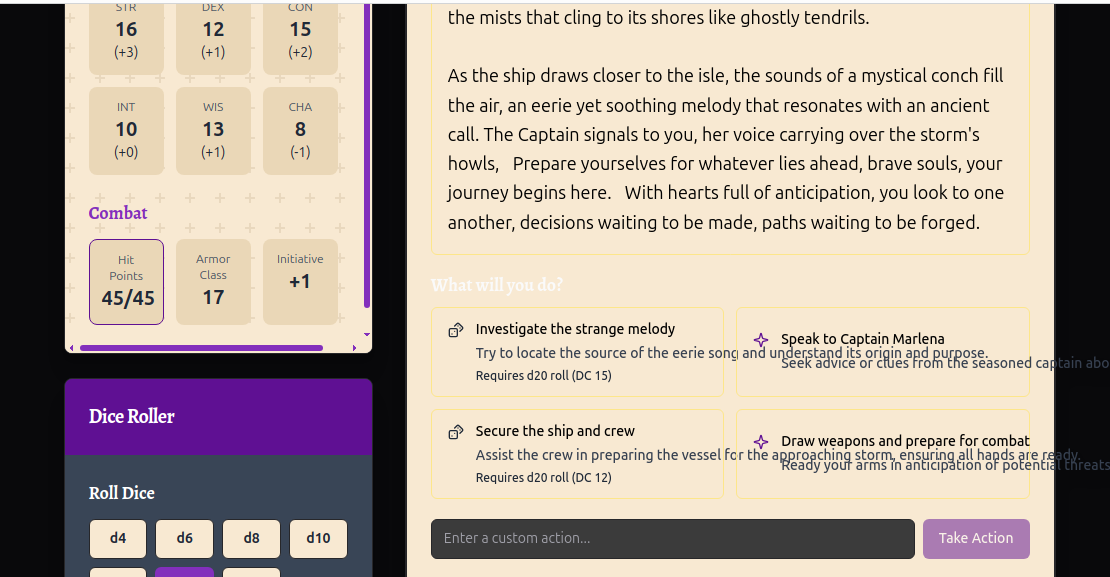 STR
DEX
CON
16
12
15
(+3)
(+1)
(+2)
INT
WIS
CHA
10
13
8
(+0)
(+1)
(-1)
Combat
Hit
Points
45/45
Armor
Class
17
Initiative
+1
Dice Roller
Roll Dice
d4
d6
d8
d10
the mists that cling to its shores like ghostly tendrils.
As the ship draws closer to the isle, the sounds of a mystical conch fill
the air, an eerie yet soothing melody that resonates with an ancient
call. The Captain signals to you, her voice carrying over the storm's
howls,   Prepare yourselves for whatever lies ahead, brave souls, your
journey begins here.   With hearts full of anticipation, you look to one
another, decisions waiting to be made, paths waiting to be forged.
What will you do?
Investigate the strange melody
Try to locate the source of the eerie song and understand its origin and purpose.
Requires d20 roll (DC 15)
Speak to Captain Marlena
Seek advice or clues from the seasoned captain abo
Secure the ship and crew
Assist the crew in preparing the vessel for the approaching storm, ensuring all hands are ready.
Requires d20 roll (DC 12)
Draw weapons and prepare for combat
Ready your arms in anticipation of potential threats
Enter a custom action...
Take Action